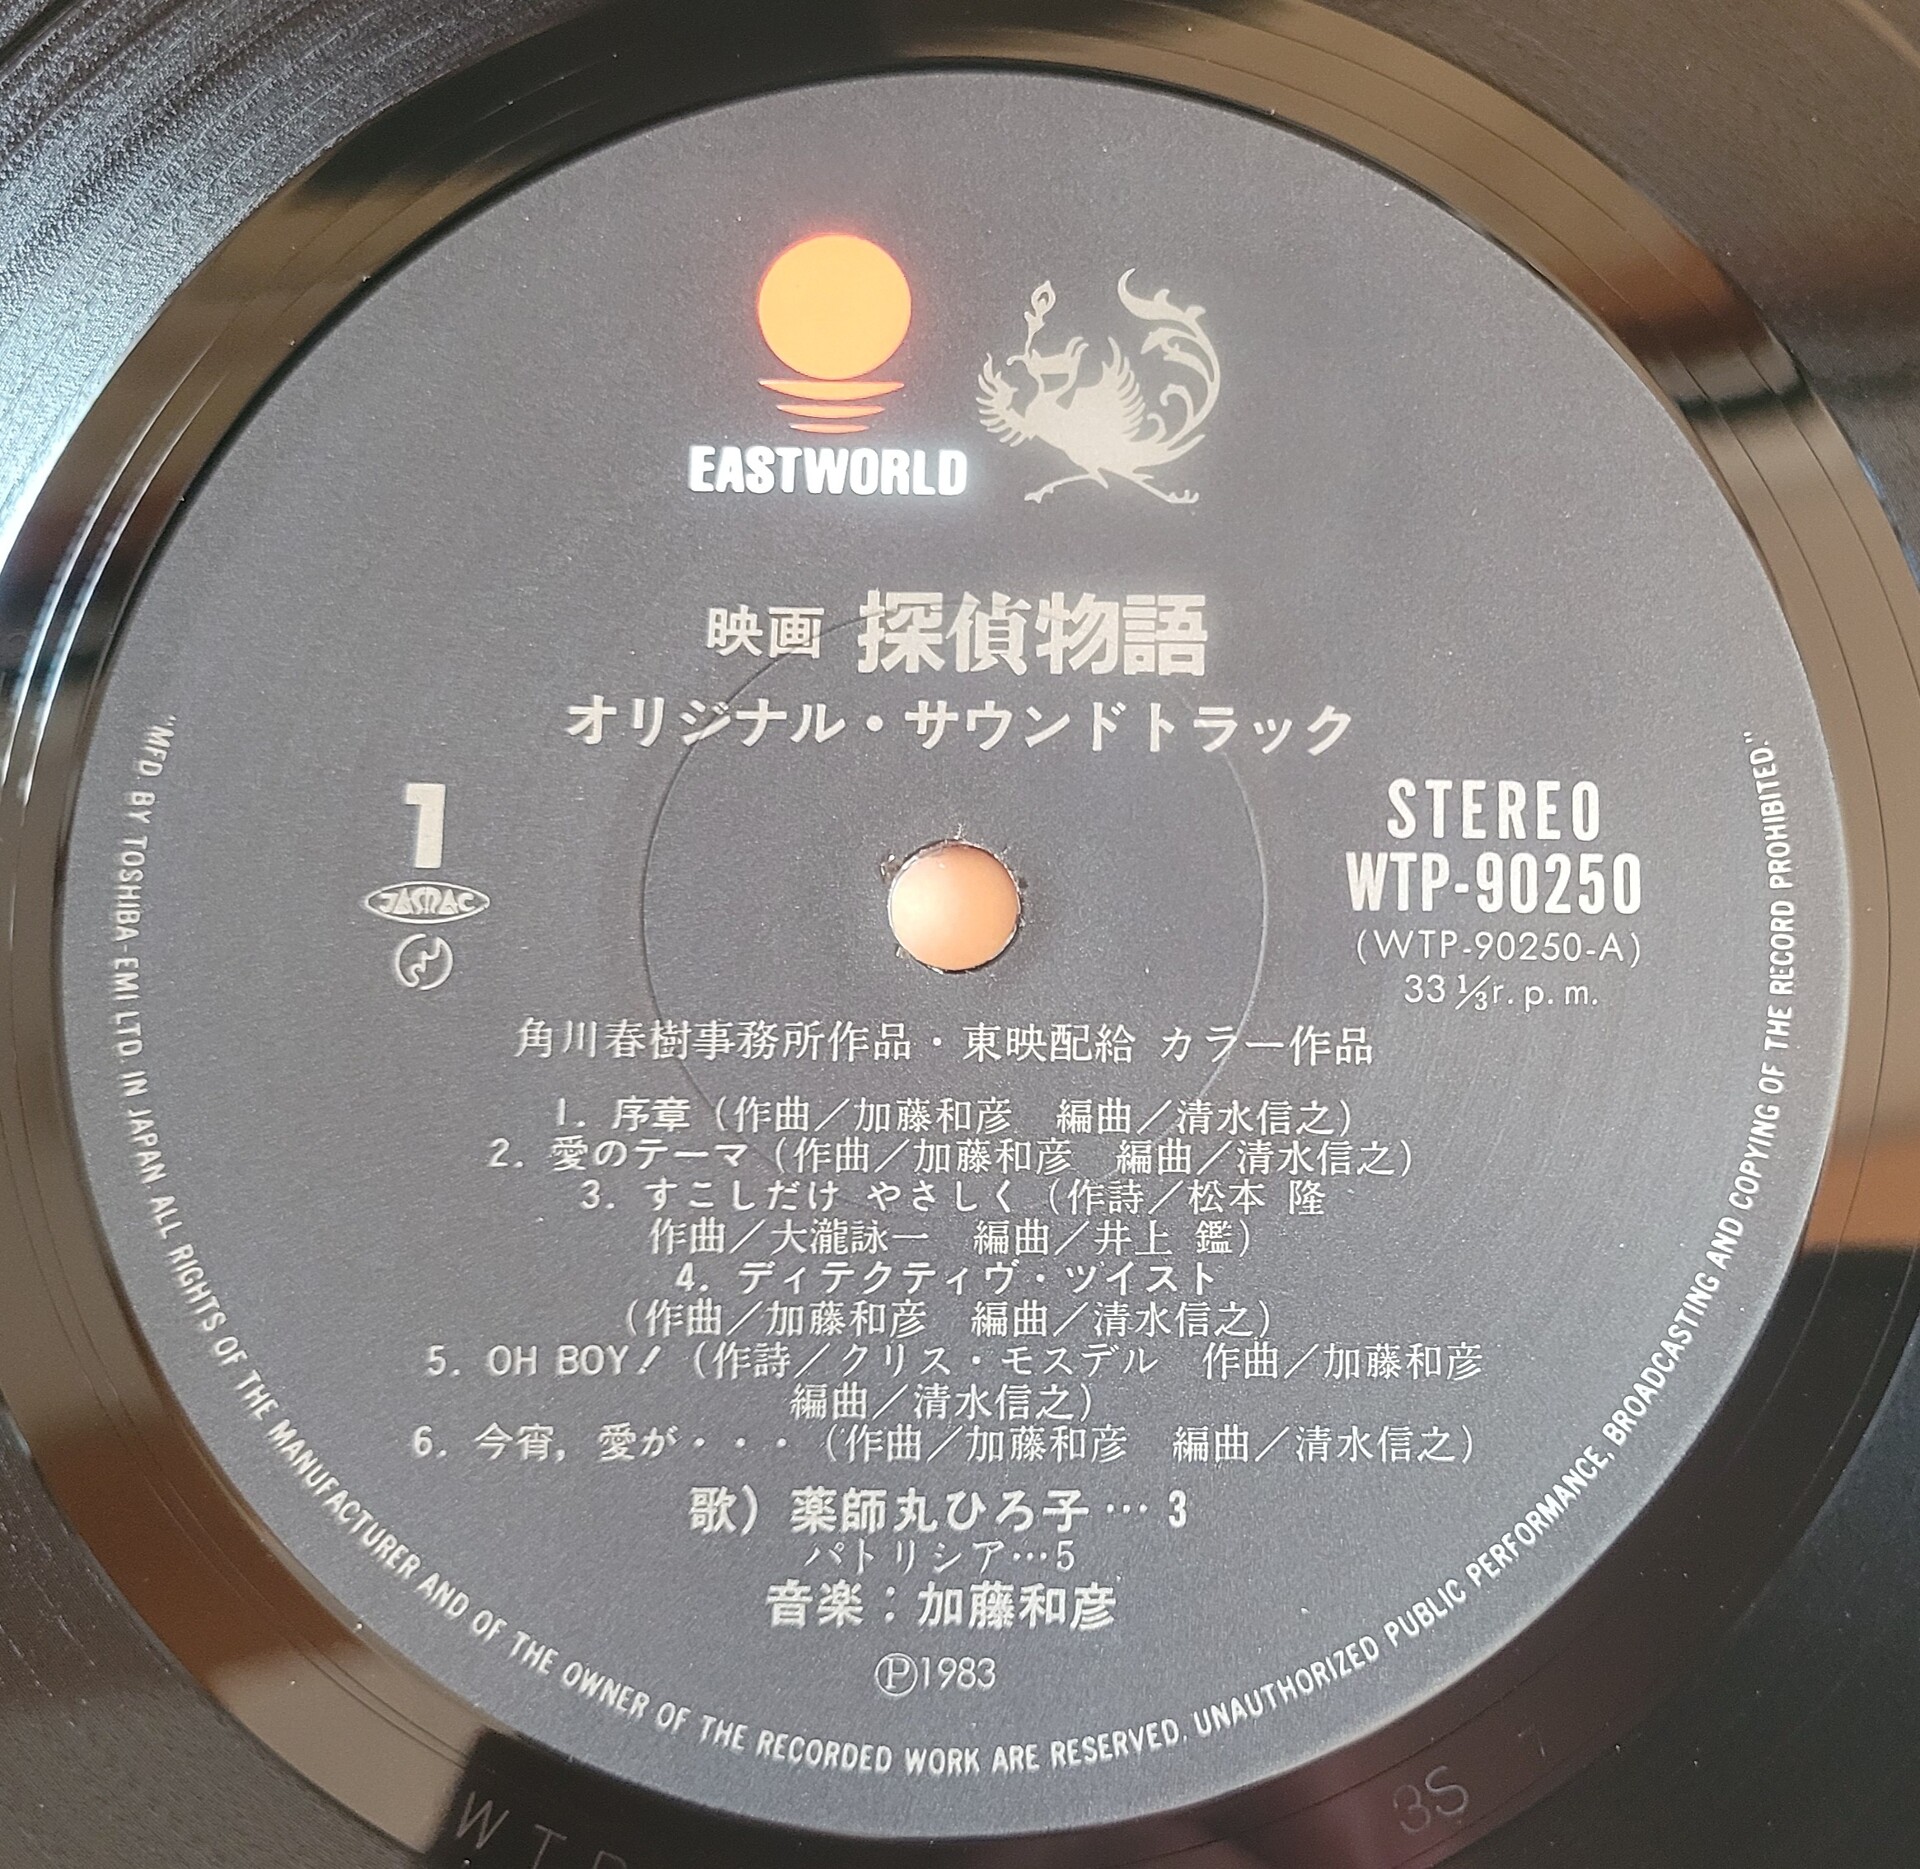 EASTWORLD
映画 探偵物語
オリジナル・サウンドトラック
1
JASRAC
STEREO
WTP-90250
(WTP-90250-A)
33 1/3 r.p.m.
角川春樹事務所作品・東映配給 カラー作品
1. 序章（作曲／加藤和彦　編曲／清水信之）
2. 愛のテーマ（作曲／加藤和彦　編曲／清水信之）
3. すこしだけ やさしく（作詩／松本 隆
作曲／大瀧詠一　編曲／井上 鑑）
4. ディテクティヴ・ツイスト
（作曲／加藤和彦　編曲／清水信之）
5. OH BOY!（作詩／クリス・モスデル　作曲／加藤和彦
編曲／清水信之）
6. 今宵, 愛が・・・（作曲／加藤和彦　編曲／清水信之）
歌）薬師丸ひろ子…3
パトリシア…5
音楽：加藤和彦
Ⓟ1983
"MFD. BY TOSHIBA-EMI LTD. IN JAPAN ALL RIGHTS OF THE MANUFACTURER AND OF THE OWNER OF THE RECORDED WORK ARE RESERVED. UNAUTHORIZED PUBLIC PERFORMANCE, BROADCASTING AND COPYING OF THE RECORD PROHIBITED."
WTP
3S 7